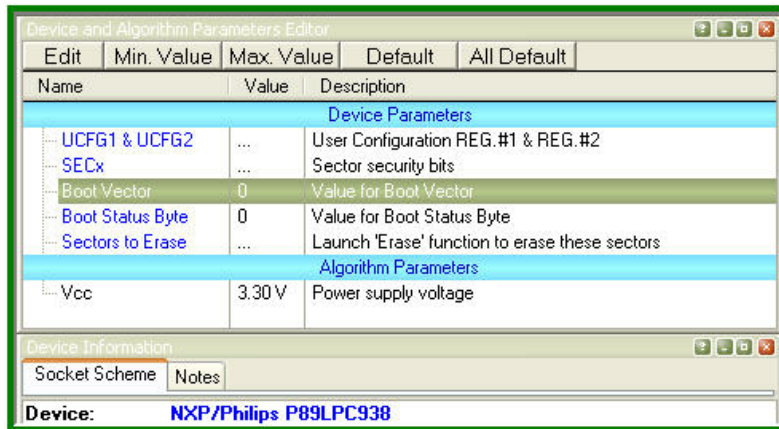 Device and Algorithm Parameters Editor
Edit Min. Value Max. Value Default All Default
Name Value Description
Device Parameters
UCFG1 & UCFG2 ... User Configuration REG.#1 & REG.#2
SECx ... Sector security bits
Boot Vector 0 Value for Boot Vector
Boot Status Byte 0 Value for Boot Status Byte
Sectors to Erase ... Launch 'Erase' function to erase these sectors
Algorithm Parameters
Vcc 3.30 V Power supply voltage
Device Information
Socket Scheme Notes
Device: NXP/Philips P89LPC938